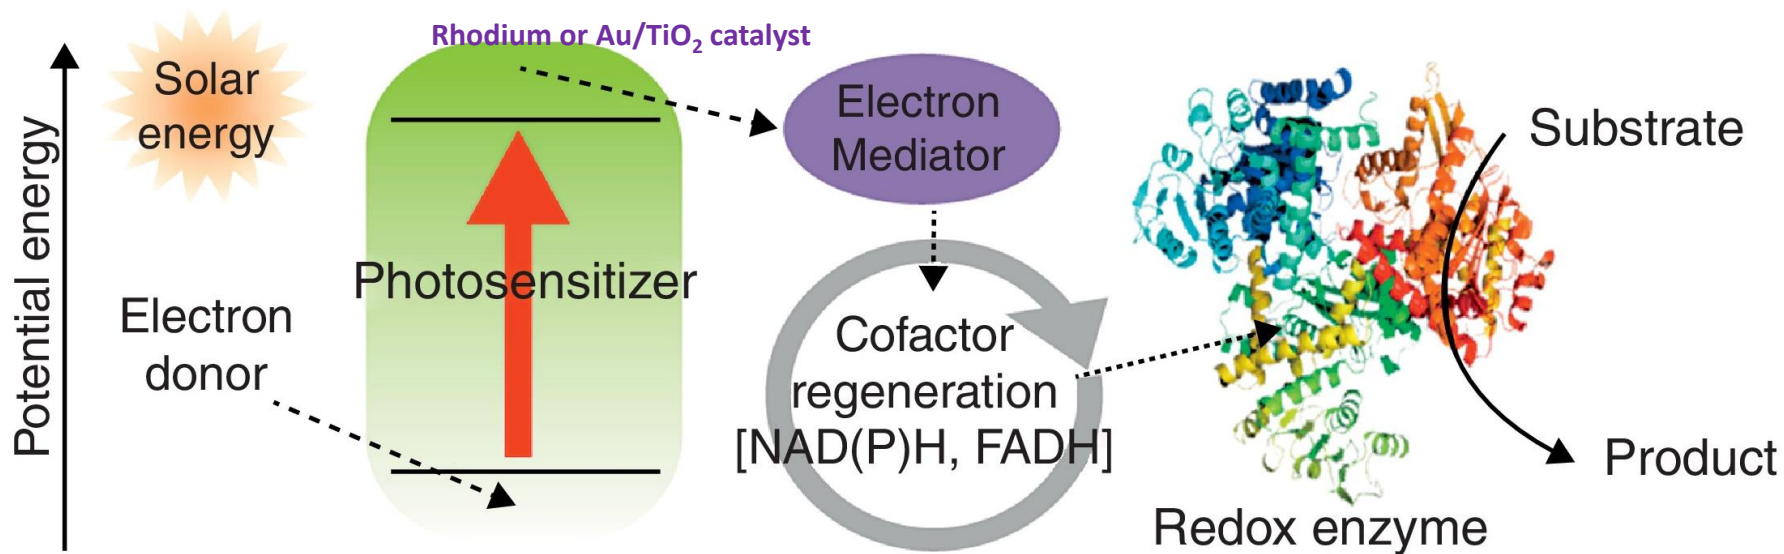 Potential energy
Solar
energy
Electron
donor
Rhodium or Au/TiO₂ catalyst
Photosensitizer
Electron
Mediator
Cofactor
regeneration
[NAD(P)H, FADH]
Substrate
Product
Redox enzyme